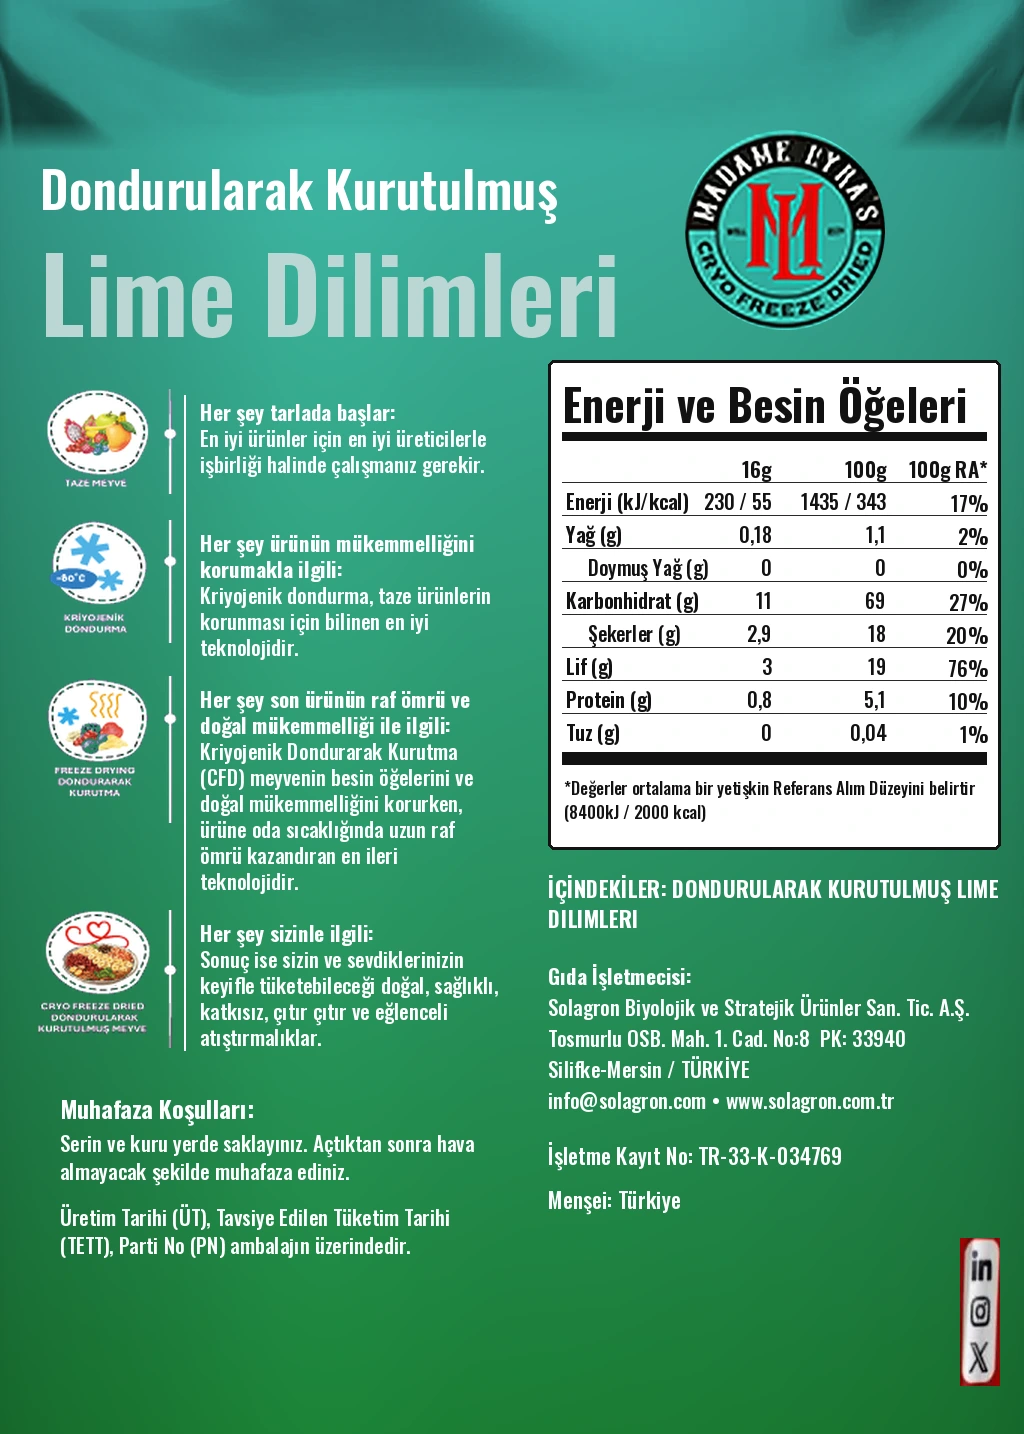 Dondurularak Kurutulmuş
Lime Dilimleri
MADAME LYRA'S
CRYO FREEZE DRIED
TAZE MEYVE
Her şey tarlada başlar:
En iyi ürünler için en iyi üreticilerle
işbirliği halinde çalışmanız gerekir.
-80°C
KRİYOJENİK
DONDURMA
Her şey ürünün mükemmelliğini
korumakla ilgili:
Kriyojenik dondurma, taze ürünlerin
korunması için bilinen en iyi
teknolojidir.
FREEZE DRYING
DONDURARAK
KURUTMA
Her şey son ürünün raf ömrü ve
doğal mükemmelliği ile ilgili:
Kriyojenik Dondurarak Kurutma
(CFD) meyvenin besin öğelerini ve
doğal mükemmelliğini korurken,
ürüne oda sıcaklığında uzun raf
ömrü kazandıran en ileri
teknolojidir.
CRYO FREEZE DRIED
DONDURULARAK
KURUTULMUŞ MEYVE
Her şey sizinle ilgili:
Sonuç ise sizin ve sevdiklerinizin
keyifle tüketebileceği doğal, sağlıklı,
katkısız, çıtır çıtır ve eğlenceli
atıştırmalıklar.
Muhafaza Koşulları:
Serin ve kuru yerde saklayınız. Açtıktan sonra hava
almayacak şekilde muhafaza ediniz.
Üretim Tarihi (ÜT), Tavsiye Edilen Tüketim Tarihi
(TETT), Parti No (PN) ambalajın üzerindedir.
Enerji ve Besin Öğeleri
16g 100g 100g RA*
Enerji (kJ/kcal) 230 / 55 1435 / 343 17%
Yağ (g) 0,18 1,1 2%
Doymuş Yağ (g) 0 0 0%
Karbonhidrat (g) 11 69 27%
Şekerler (g) 2,9 18 20%
Lif (g) 3 19 76%
Protein (g) 0,8 5,1 10%
Tuz (g) 0 0,04 1%
*Değerler ortalama bir yetişkin Referans Alım Düzeyini belirtir
(8400kJ / 2000 kcal)
İÇİNDEKİLER: DONDURULARAK KURUTULMUŞ LIME
DILIMLERI
Gıda İşletmecisi:
Solagron Biyolojik ve Stratejik Ürünler San. Tic. A.Ş.
Tosmurlu OSB. Mah. 1. Cad. No:8 PK: 33940
Silifke-Mersin / TÜRKİYE
info@solagron.com • www.solagron.com.tr
İşletme Kayıt No: TR-33-K-034769
Menşei: Türkiye
in